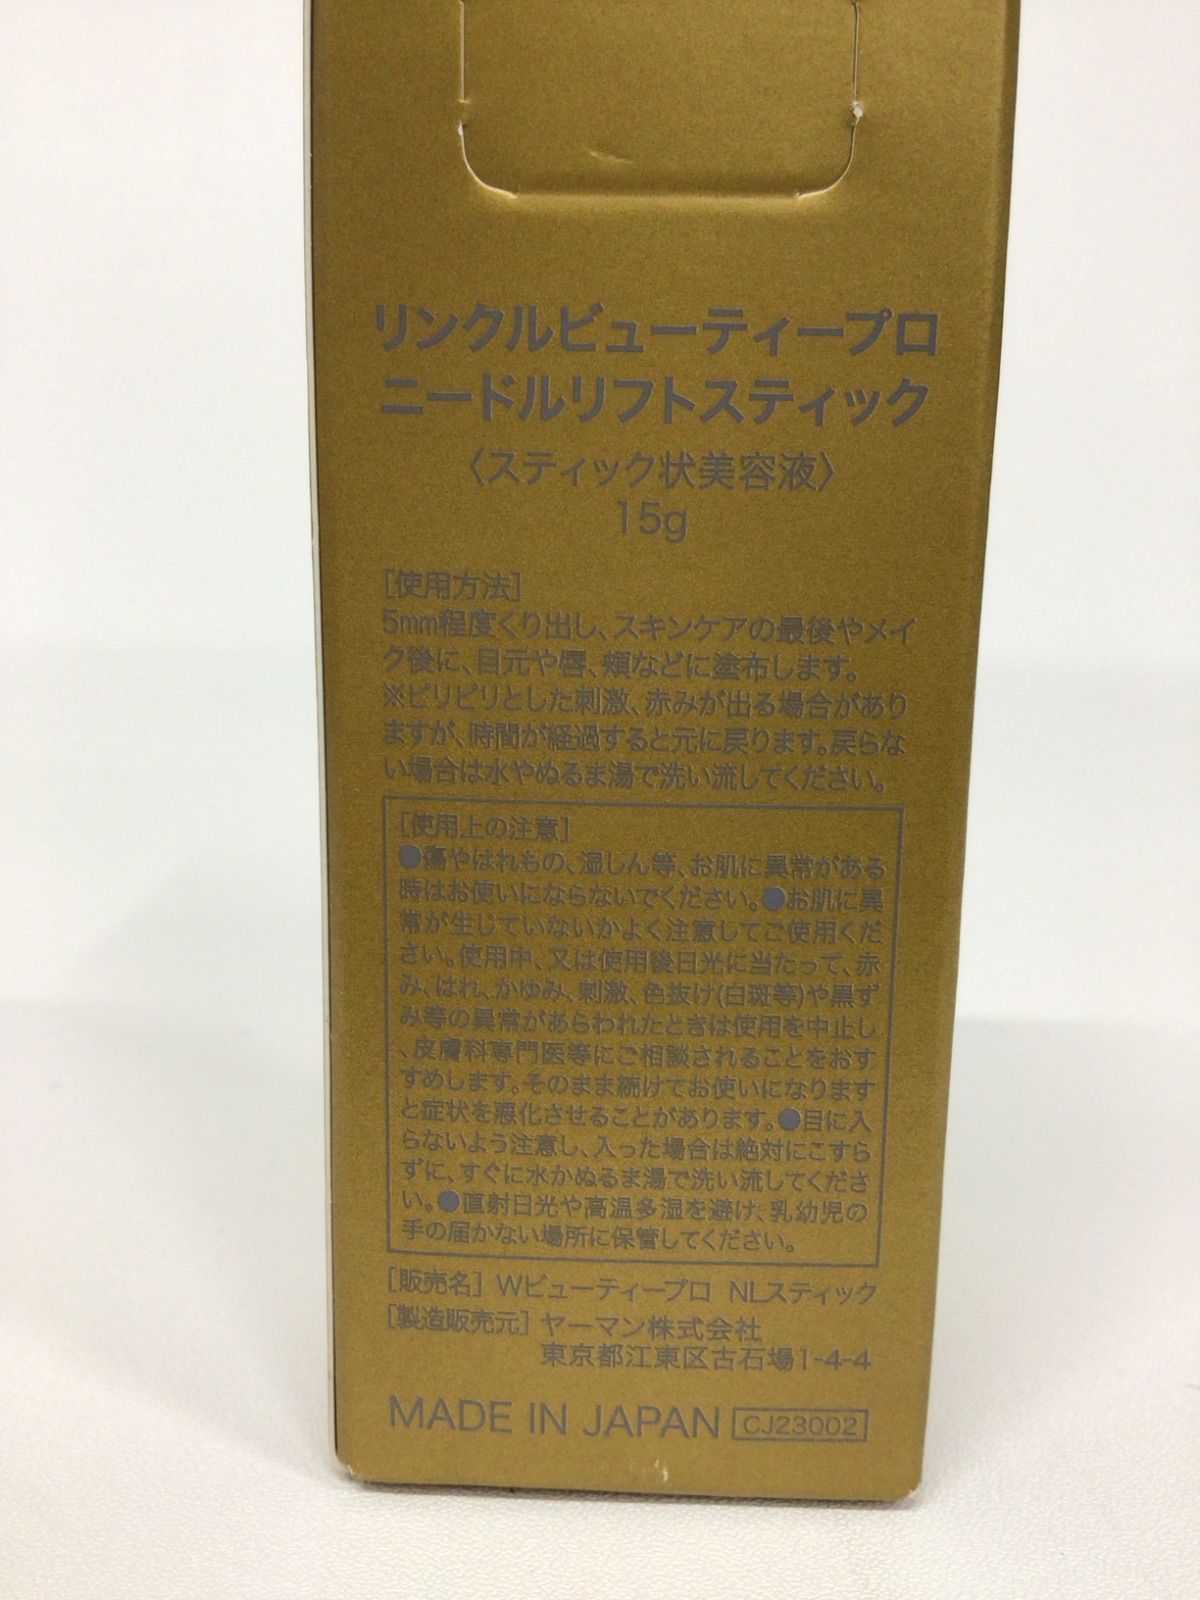 リンクルビューティープロ
ニードルリフトスティック
〈スティック状美容液〉
15g
[使用方法]
5mm程度くり出し、スキンケアの最後やメイ
ク後に、目元や唇、頬などに塗布します。
※ピリピリとした刺激、赤みが出る場合があり
ますが、時間が経過すると元に戻ります。戻らな
い場合は水やぬるま湯で洗い流してください。
[使用上の注意]
●傷やはれもの、湿しん等、お肌に異常がある
時はお使いにならないでください。●お肌に異
常が生じていないかよく注意してご使用くだ
さい。使用中、又は使用後日光に当たって、赤
み、はれ、かゆみ、刺激、色抜け(白斑等)や黒ず
み等の異常があらわれたときは使用を中止し
、皮膚科専門医等にご相談されることをおす
すめします。そのまま続けてお使いになります
と症状を悪化させることがあります。●目に入
らないよう注意し、入った場合は絶対にこすら
ずに、すぐに水かぬるま湯で洗い流してくださ
い。●直射日光や高温多湿を避け、乳幼児の
手の届かない場所に保管してください。
[販売名] Wビューティープロ NLスティック
[製造販売元] ヤーマン株式会社
東京都江東区古石場1-4-4
MADE IN JAPAN CJ23002